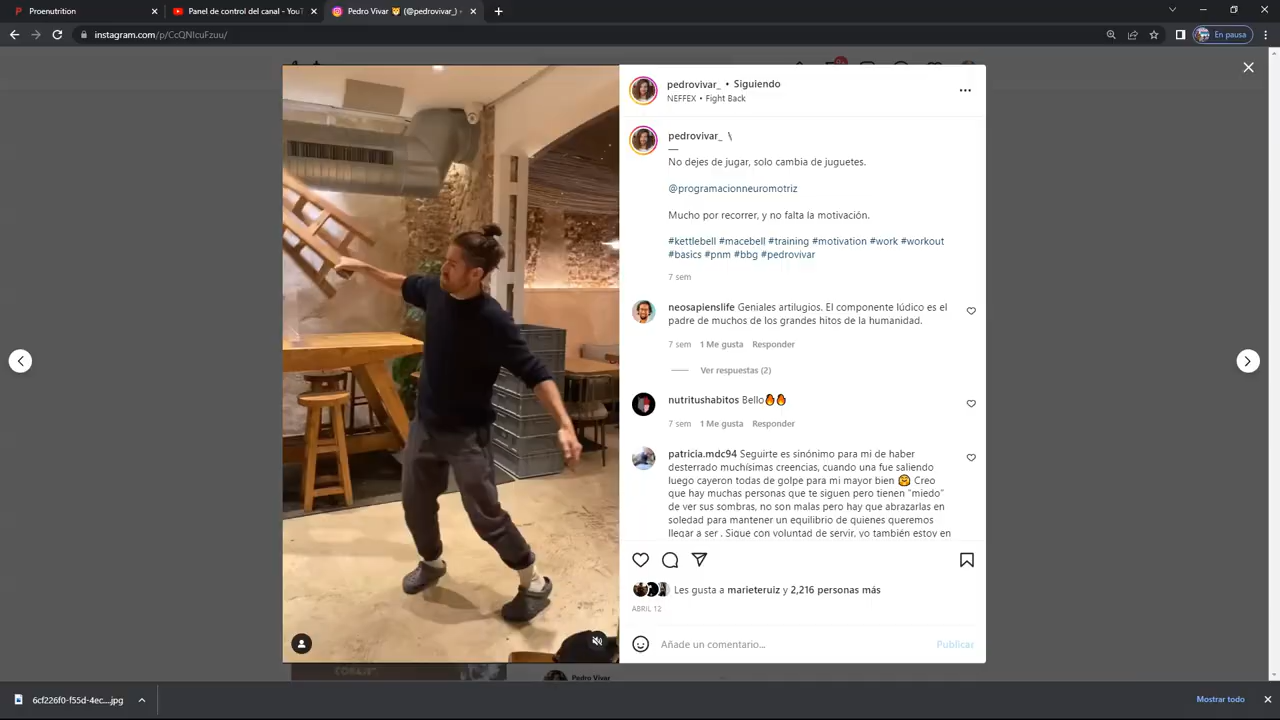 Proenutrition
Panel de control del canal - YouT
Pedro Vivar 🦁 (@pedrovivar_) •
instagram.com/p/CcQNIcuFzuu/
En pausa
pedrovivar_ • Siguiendo
NEFFEX • Fight Back
pedrovivar_ \
—
No dejes de jugar, solo cambia de juguetes.
@programacionneuromotriz
Mucho por recorrer, y no falta la motivación.
#kettlebell #macebell #training #motivation #work #workout
#basics #pnm #bbg #pedrovivar
7 sem
neosapienslife Geniales artilugios. El componente lúdico es el
padre de muchos de los grandes hitos de la humanidad.
7 sem 1 Me gusta Responder
Ver respuestas (2)
nutritushabitos Bello🔥🔥
7 sem 1 Me gusta Responder
patricia.mdc94 Seguirte es sinónimo para mi de haber
desterrado muchísimas creencias, cuando una fue saliendo
luego cayeron todas de golpe para mi mayor bien 🤗 Creo
que hay muchas personas que te siguen pero tienen "miedo"
de ver sus sombras, no son malas pero hay que abrazarlas en
soledad para mantener un equilibrio de quienes queremos
llegar a ser . Sigue con voluntad de servir, yo también estoy en
Les gusta a marieteruiz y 2,216 personas más
ABRIL 12
Añade un comentario...
Publicar
Pedro Vivar
6cf226f0-f55d-4ec....jpg
Mostrar todo